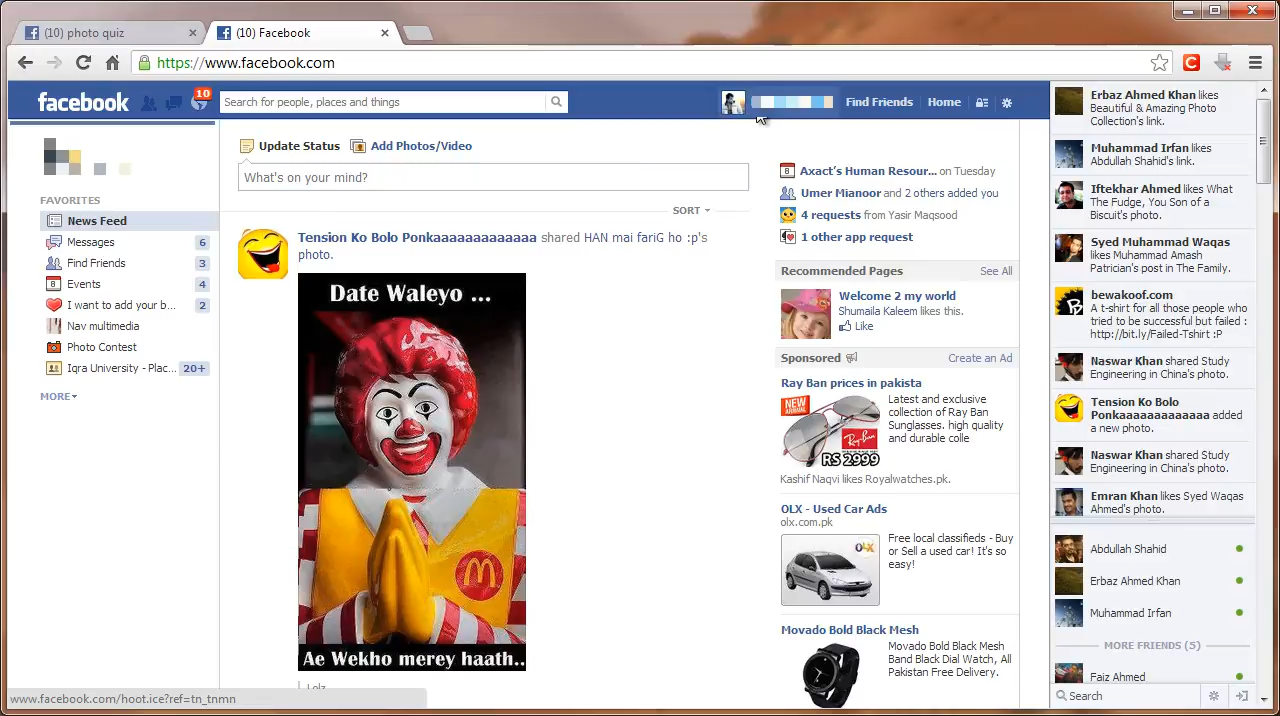 (10) photo quiz
(10) Facebook
https://www.facebook.com
facebook
10
Search for people, places and things
Find Friends
Home
Update Status
Add Photos/Video
What's on your mind?
SORT
FAVORITES
News Feed
Messages 6
Find Friends 3
Events 4
I want to add your b... 2
Nav multimedia
Photo Contest
Iqra University - Plac... 20+
MORE
Tension Ko Bolo Ponkaaaaaaaaaaaaa shared HAN mai fariG ho :p's
photo.
Date Waleyo ...
Ae Wekho merey haath..
Lolz
Axact's Human Resour... on Tuesday
Umer Mianoor and 2 others added you
4 requests from Yasir Maqsood
1 other app request
Recommended Pages
See All
Welcome 2 my world
Shumaila Kaleem likes this.
Like
Sponsored
Create an Ad
Ray Ban prices in pakista
NEW
ARRIVAL
Ray-Ban
RS 2999
Latest and exclusive
collection of Ray Ban
Sunglasses. high quality
and durable colle
Kashif Naqvi likes Royalwatches.pk.
OLX - Used Car Ads
olx.com.pk
OLX
Free local classifieds - Buy
or Sell a used car! It's so
easy!
Movado Bold Black Mesh
Movado Bold Black Mesh
Band Black Dial Watch, All
Pakistan Free Delivery.
Erbaz Ahmed Khan likes
Beautiful & Amazing Photo
Collection's link.
Muhammad Irfan likes
Abdullah Shahid's link.
Iftekhar Ahmed likes What
The Fudge, You Son of a
Biscuit's photo.
Syed Muhammad Waqas
likes Muhammad Amash
Patrician's post in The Family.
bewakoof.com
A t-shirt for all those people who
tried to be successful but failed :
http://bit.ly/Failed-Tshirt :P
Naswar Khan shared Study
Engineering in China's photo.
Tension Ko Bolo
Ponkaaaaaaaaaaaaa added
a new photo.
Naswar Khan shared Study
Engineering in China's photo.
Emran Khan likes Syed Waqas
Ahmed's photo.
Abdullah Shahid
Erbaz Ahmed Khan
Muhammad Irfan
MORE FRIENDS (5)
Faiz Ahmed
Search
www.facebook.com/hoot.ice?ref=tn_tnmn